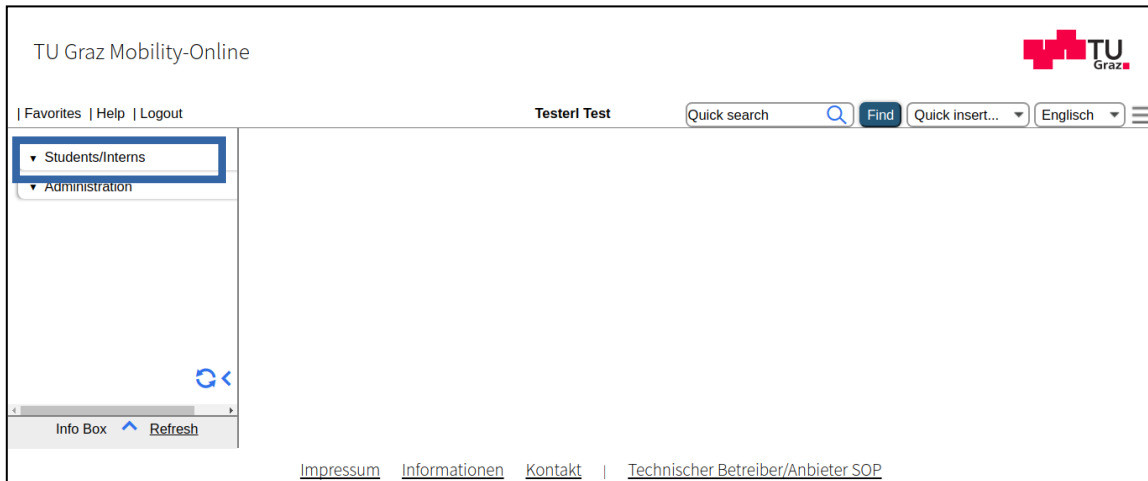 TU Graz Mobility-Online
TU
Graz
| Favorites | Help | Logout
Testerl Test
Quick search
Find
Quick insert...
Englisch
Students/Interns
Administration
Info Box
Refresh
Impressum Informationen Kontakt | Technischer Betreiber/Anbieter SOP